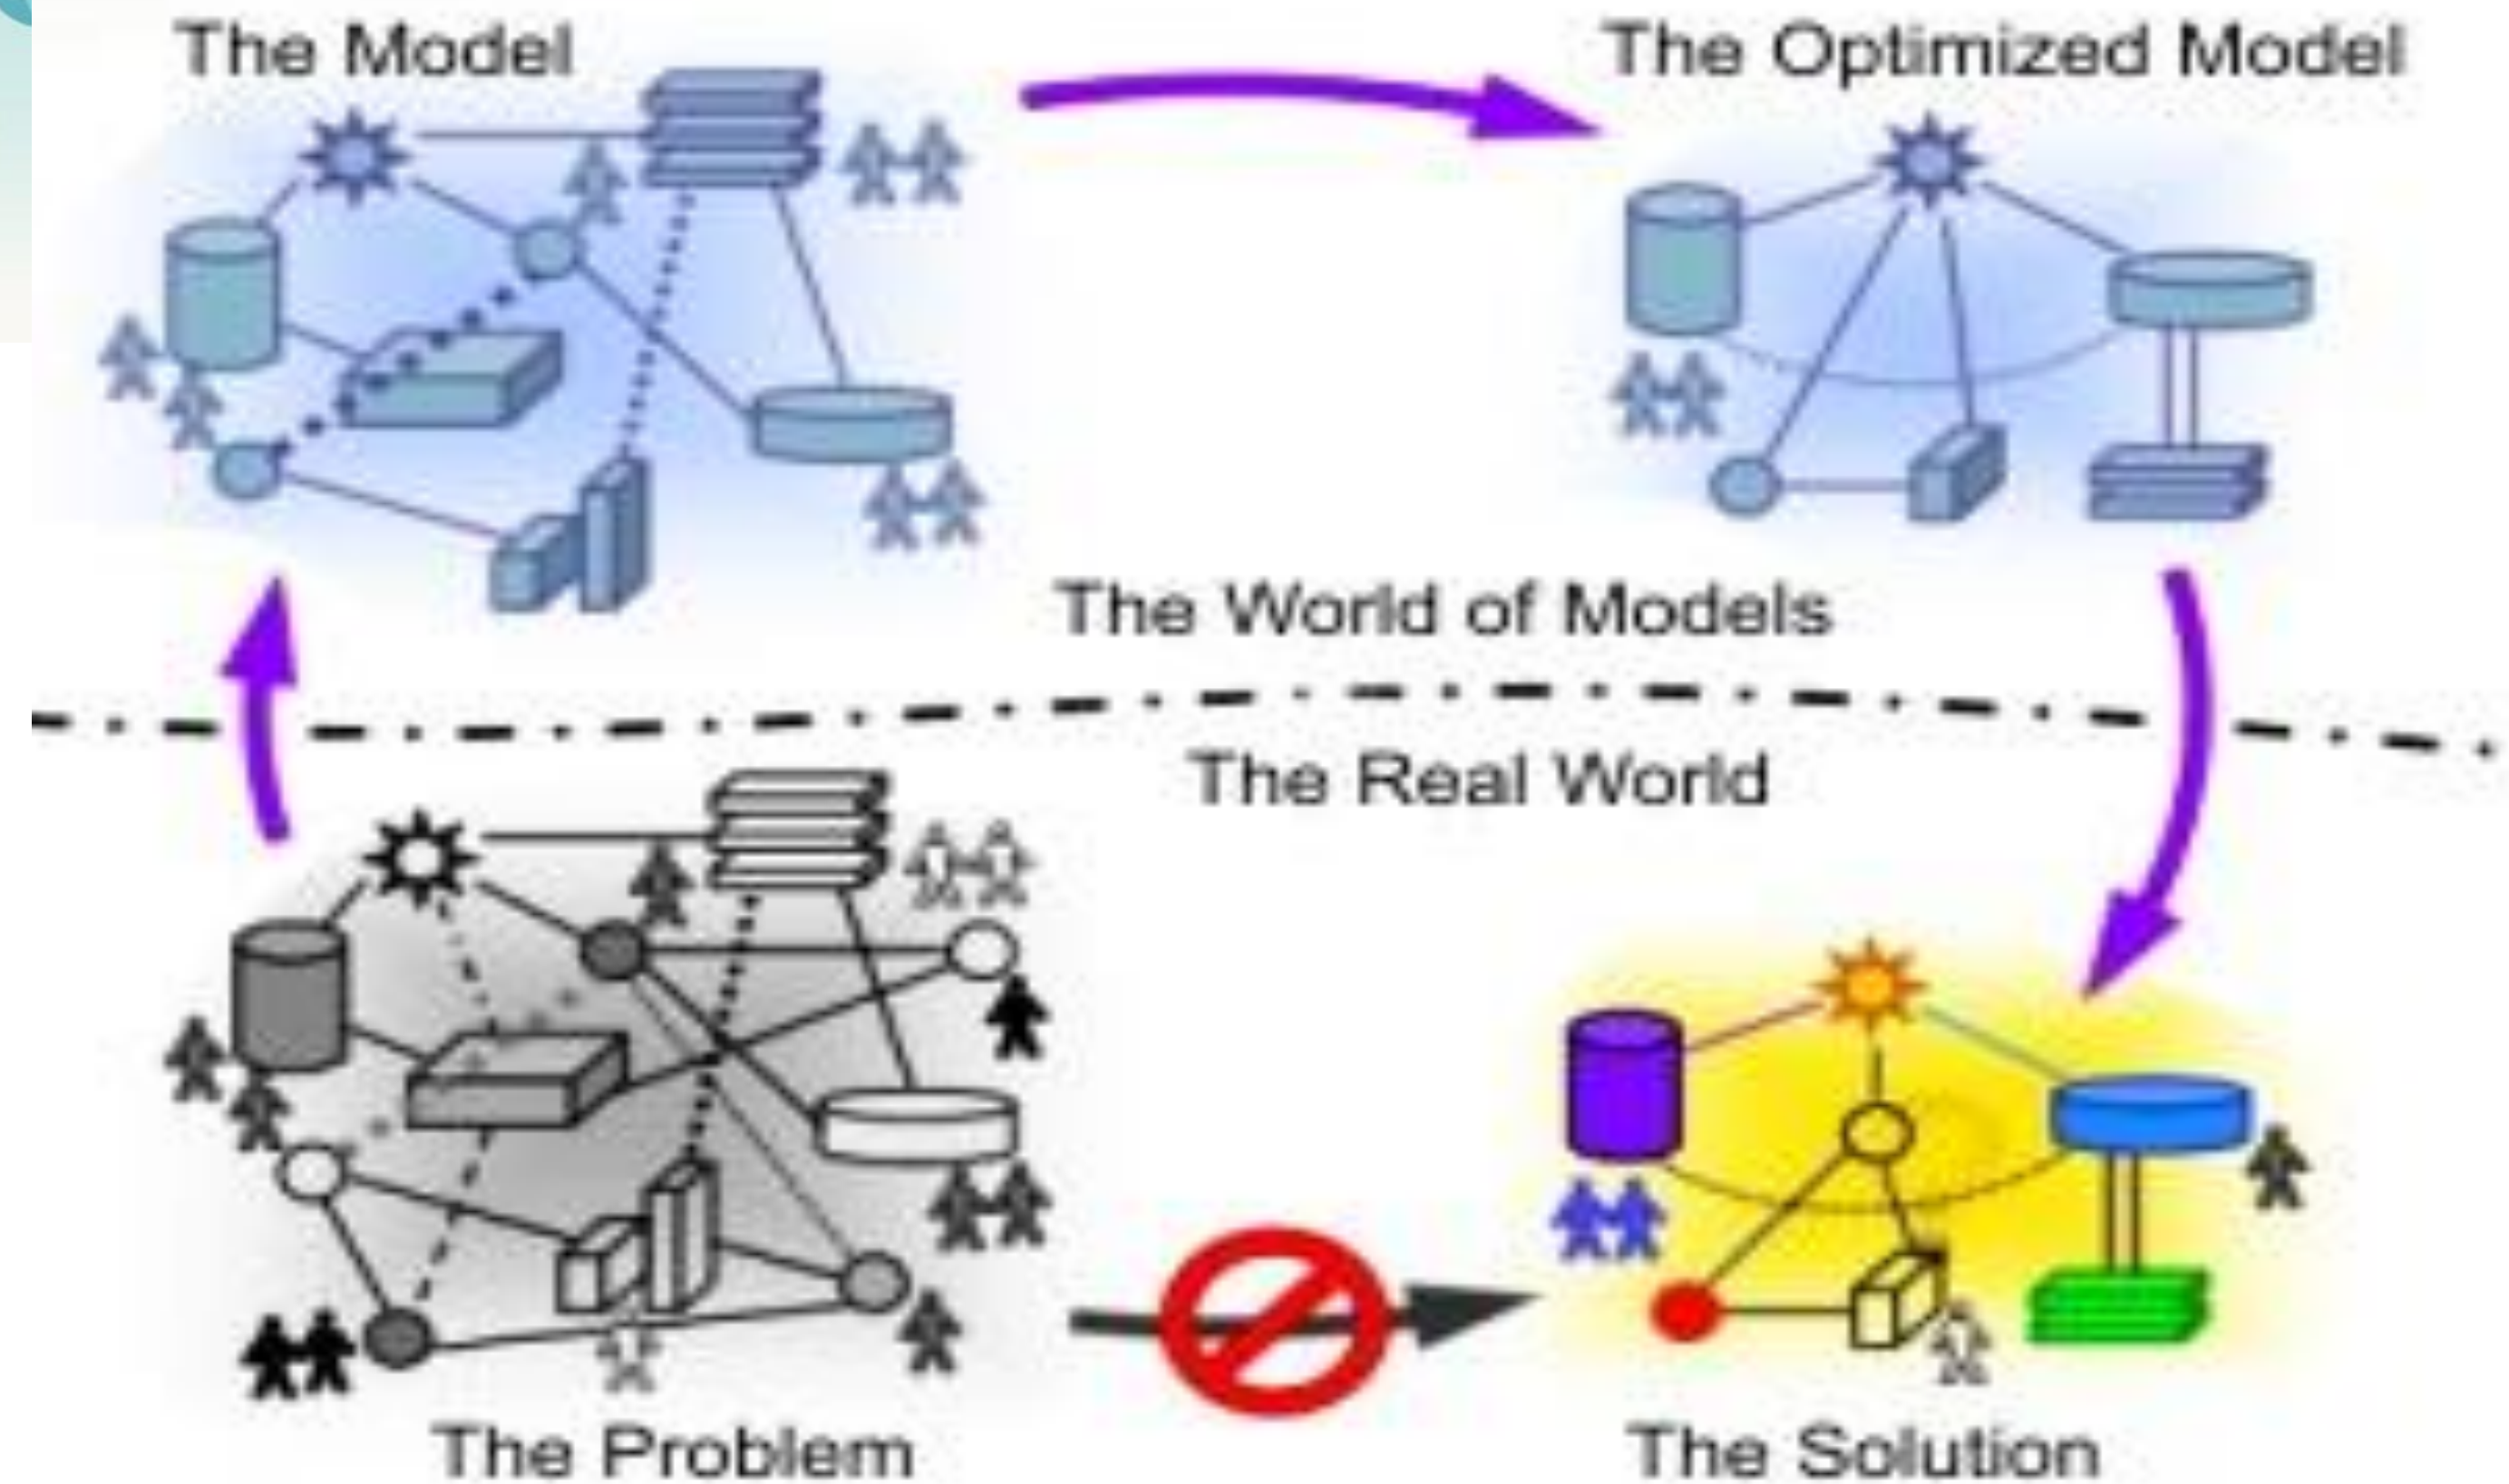 The Model
The Optimized Model
The World of Models
The Real World
The Problem
The Solution